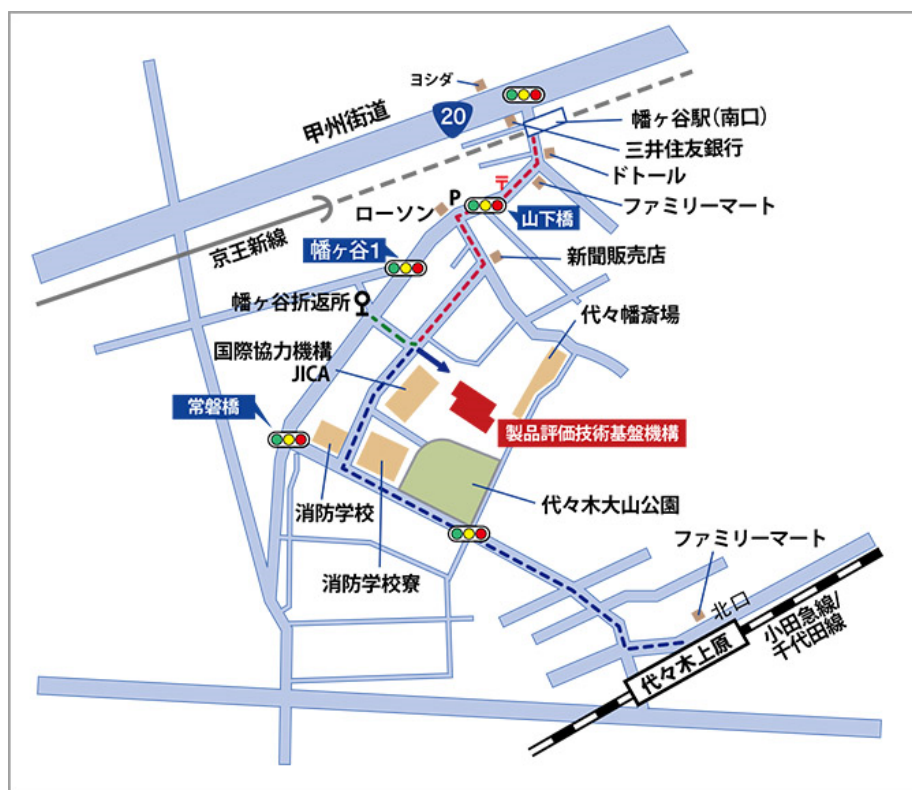 ヨシダ
甲州街道
20
幡ヶ谷駅(南口)
三井住友銀行
ドトール
〒
P
ファミリーマート
ローソン
山下橋
京王新線
幡ヶ谷1
新聞販売店
幡ヶ谷折返所
代々幡斎場
国際協力機構
JICA
常磐橋
製品評価技術基盤機構
消防学校
代々木大山公園
ファミリーマート
消防学校寮
北口
小田急線/
千代田線
代々木上原